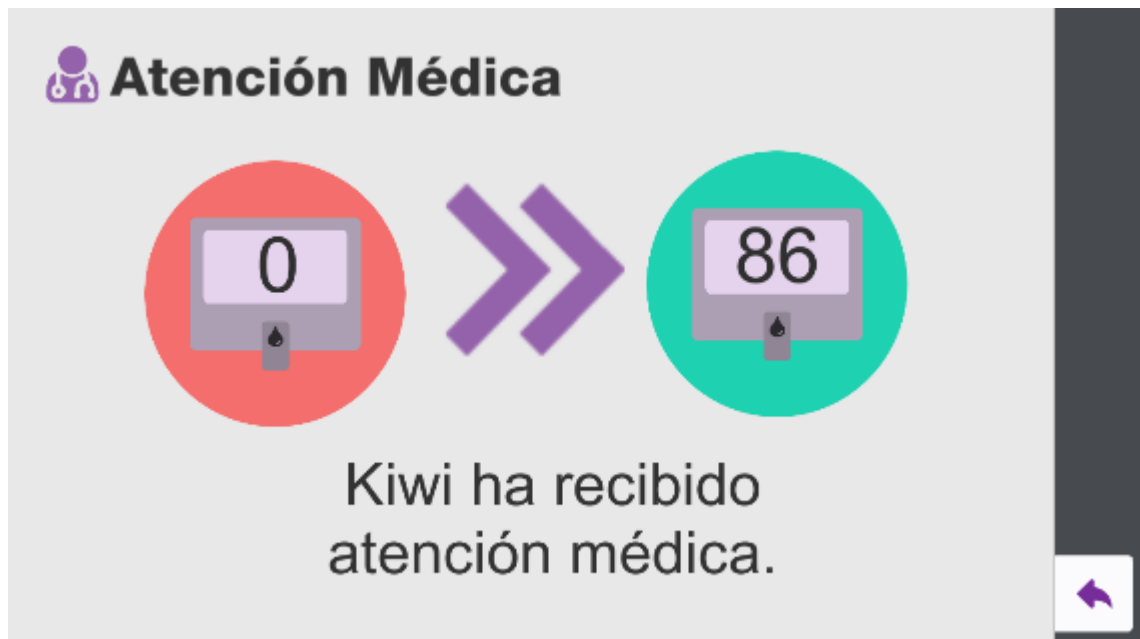 Atención Médica
0
86
Kiwi ha recibido
atención médica.